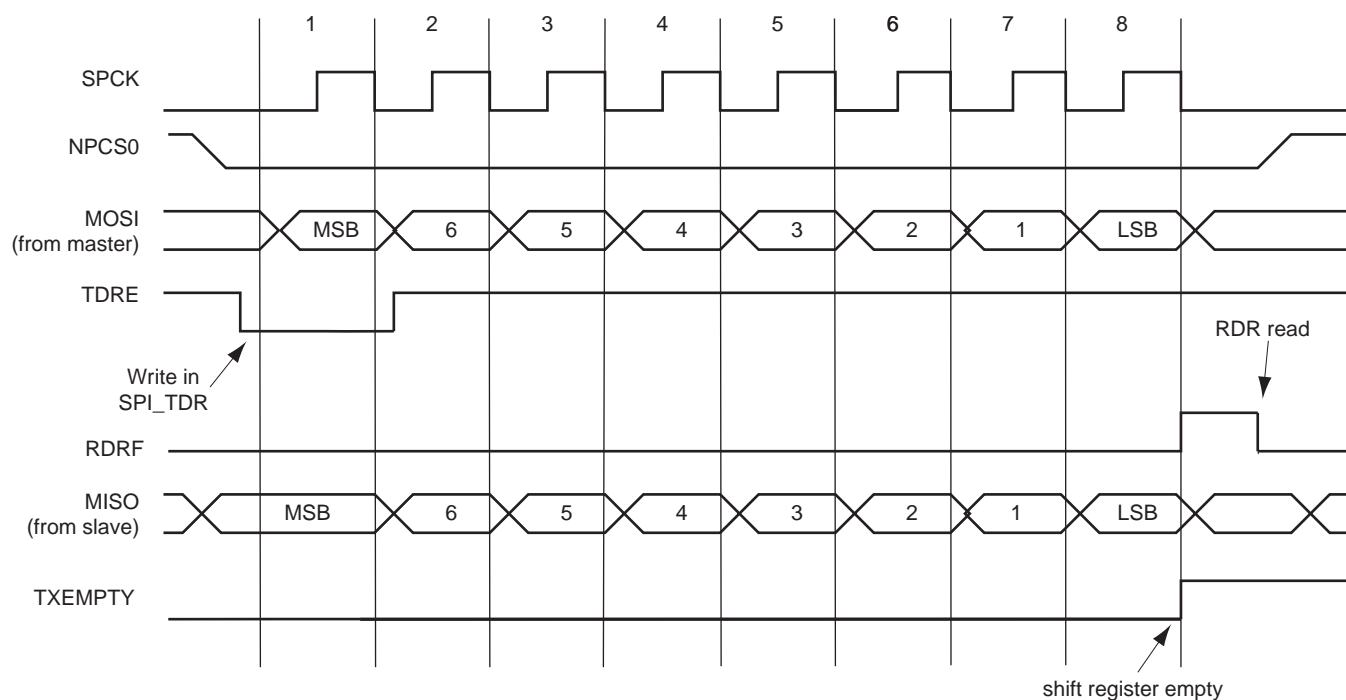 1 2 3 4 5 6 7 8
SPCK
NPCS0
MOSI
(from master)
MSB 6 5 4 3 2 1 LSB
TDRE
RDR read
Write in
SPI_TDR
RDRF
MISO
(from slave)
MSB 6 5 4 3 2 1 LSB
TXEMPTY
shift register empty